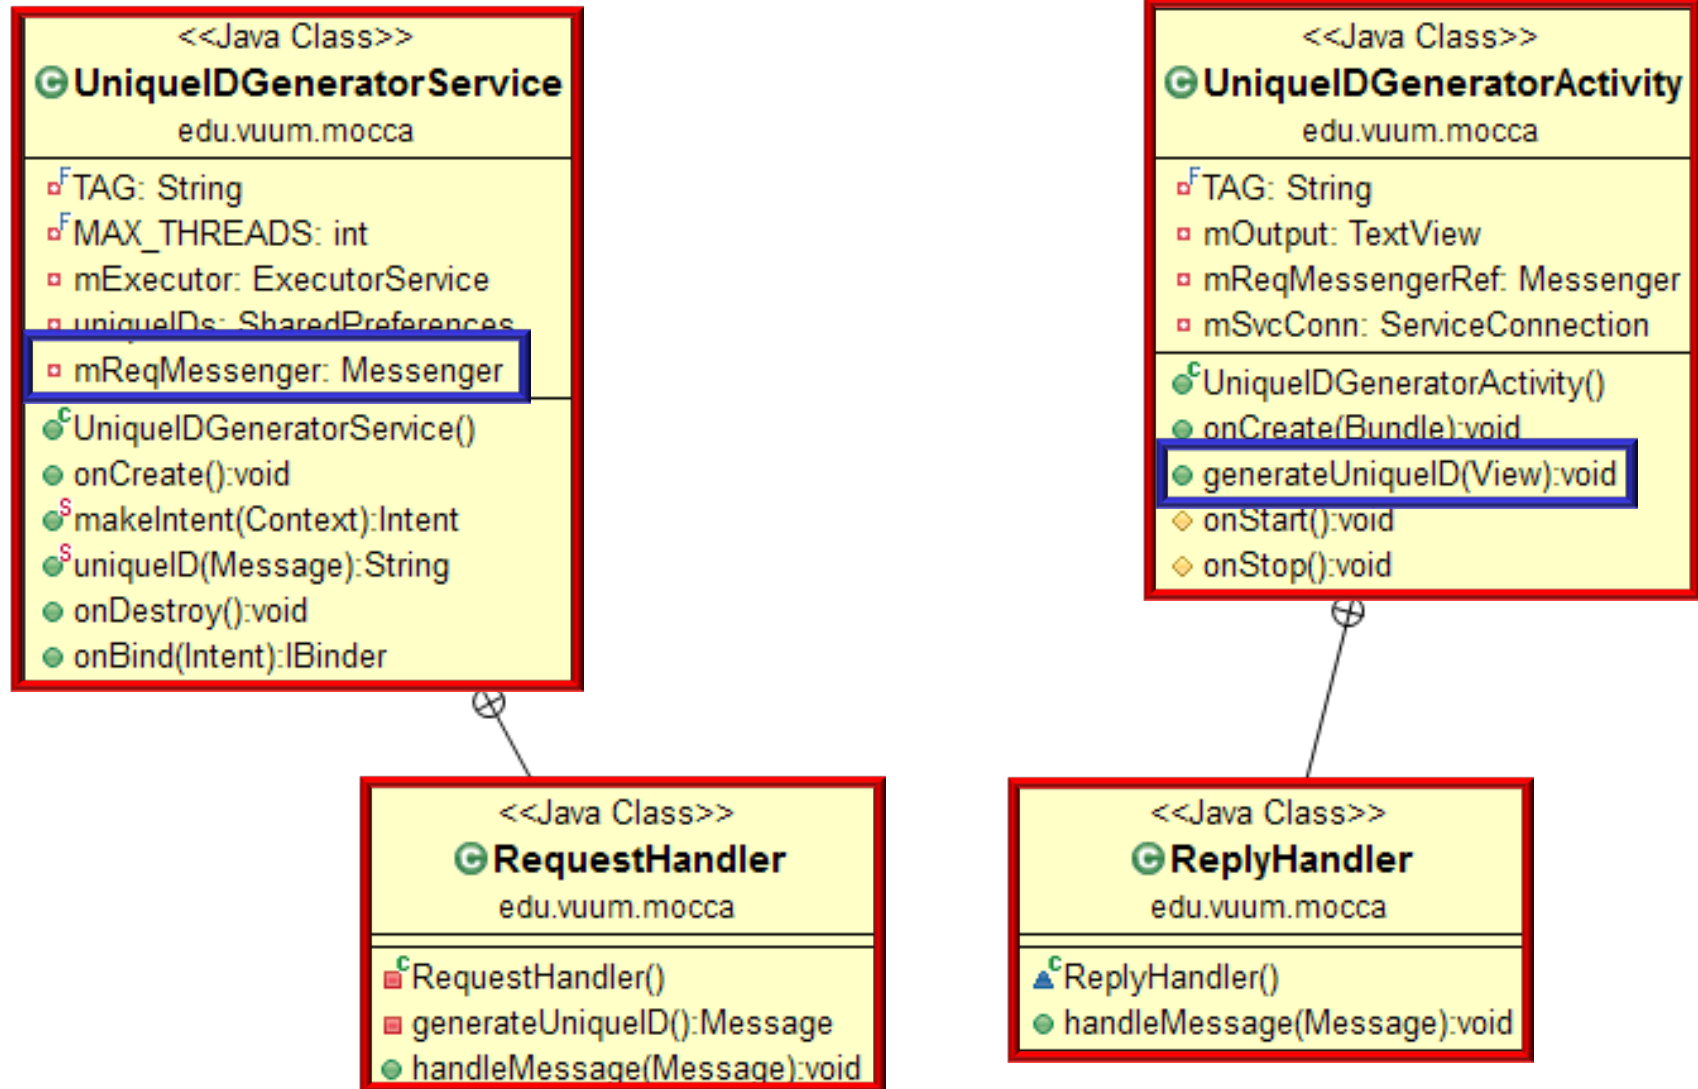 <<Java Class>>
UniqueIDGeneratorService
edu.vuum.mocca
TAG: String
MAX_THREADS: int
mExecutor: ExecutorService
uniqueIDs: SharedPreferences
mReqMessenger: Messenger
UniqueIDGeneratorService()
onCreate():void
makeIntent(Context):Intent
uniqueID(Message):String
onDestroy():void
onBind(Intent):IBinder
<<Java Class>>
UniqueIDGeneratorActivity
edu.vuum.mocca
TAG: String
mOutput: TextView
mReqMessengerRef: Messenger
mSvcConn: ServiceConnection
UniqueIDGeneratorActivity()
onCreate(Bundle):void
generateUniqueID(View):void
onStart():void
onStop():void
<<Java Class>>
RequestHandler
edu.vuum.mocca
RequestHandler()
generateUniqueID():Message
handleMessage(Message):void
<<Java Class>>
ReplyHandler
edu.vuum.mocca
ReplyHandler()
handleMessage(Message):void